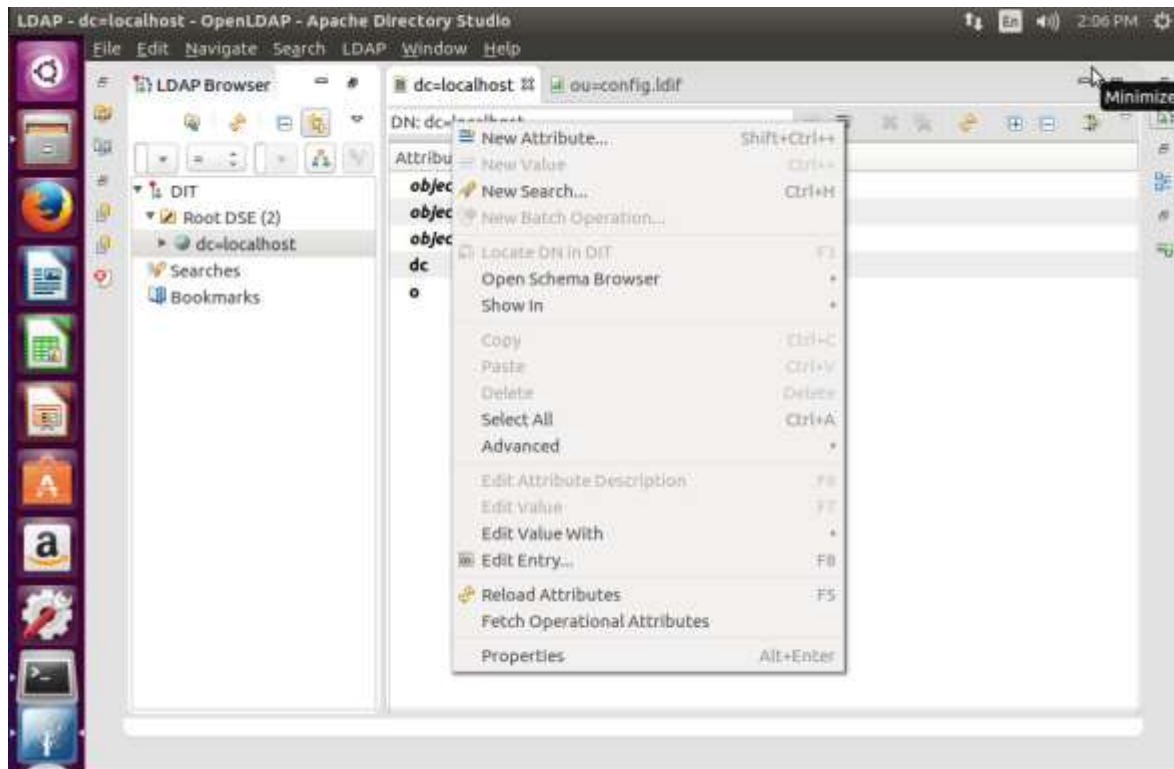 LDAP - dc=localhost - OpenLDAP - Apache Directory Studio En 2:06 PM
File Edit Navigate Search LDAP Window Help
LDAP Browser dc=localhost ou=config.ldif
Minimize
DN: dc=localhost
New Attribute... Shift+Ctrl++
Attribu
New Value Ctrl++
DIT objec New Search... Ctrl+H
Root DSE (2) objec New Batch Operation...
dc=localhost objec Locate DN in DIT F3
Searches dc Open Schema Browser
Bookmarks o Show In
Copy Ctrl+C
Paste Ctrl+V
Delete Delete
Select All Ctrl+A
Advanced
Edit Attribute Description F6
Edit Value F7
Edit Value With
Edit Entry... F8
Reload Attributes F5
Fetch Operational Attributes
Properties Alt+Enter